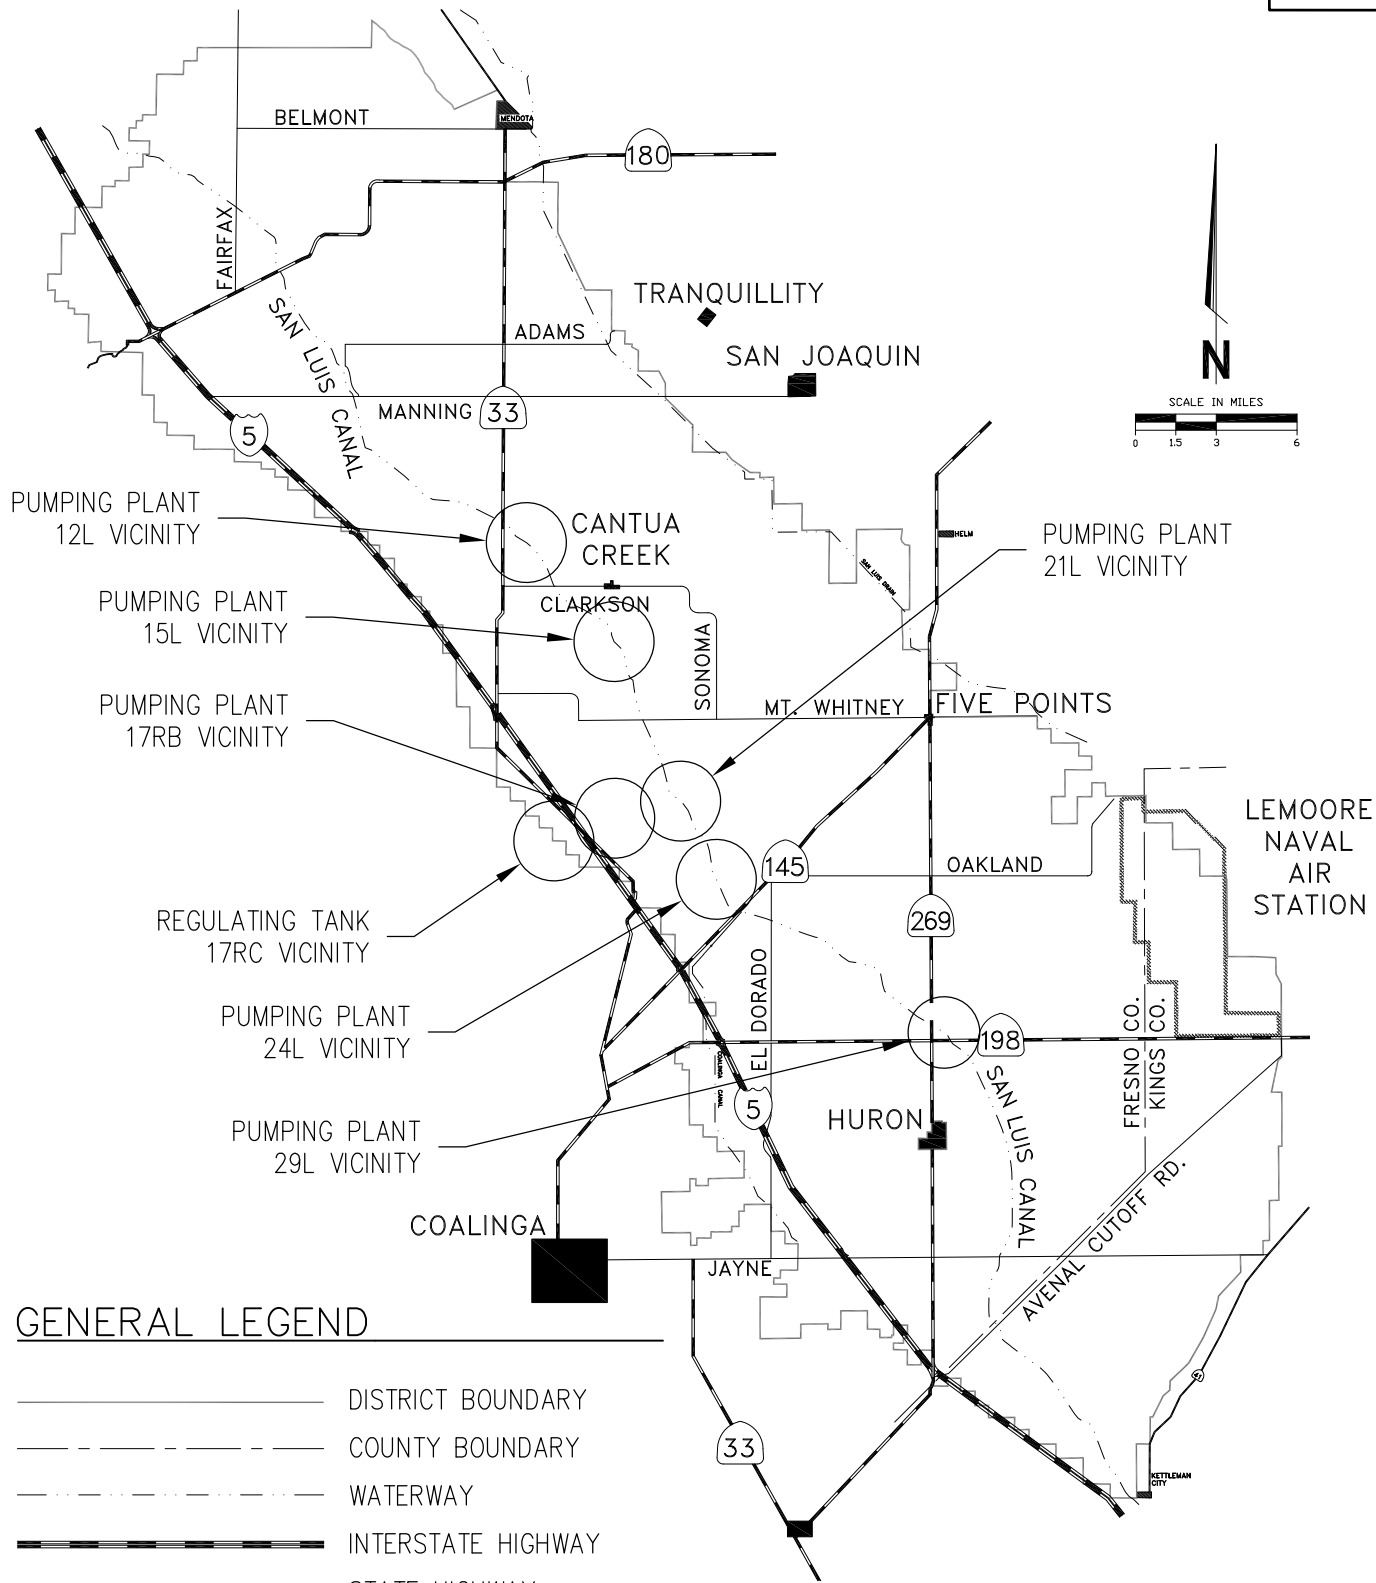 BELMONT
MENDOTA
180
FAIRFAX
TRANQUILLITY
SAN LUIS CANAL
ADAMS
SAN JOAQUIN
N
MANNING
33
5
SCALE IN MILES
0 1.5 3 6
PUMPING PLANT
12L VICINITY
CANTUA
CREEK
HELM
PUMPING PLANT
21L VICINITY
SAN LUIS DRAIN
CLARKSON
PUMPING PLANT
15L VICINITY
SONOMA
PUMPING PLANT
17RB VICINITY
MT. WHITNEY
FIVE POINTS
LEMOORE
NAVAL
AIR
STATION
145
OAKLAND
REGULATING TANK
17RC VICINITY
269
EL DORADO
PUMPING PLANT
24L VICINITY
198
FRESNO CO.
KINGS CO.
COALINGA CANAL
5
SAN LUIS CANAL
HURON
PUMPING PLANT
29L VICINITY
AVENAL CUTOFF RD.
COALINGA
JAYNE
GENERAL LEGEND
41
DISTRICT BOUNDARY
33
COUNTY BOUNDARY
KETTLEMAN
CITY
WATERWAY
INTERSTATE HIGHWAY
STATE HIGHWAY